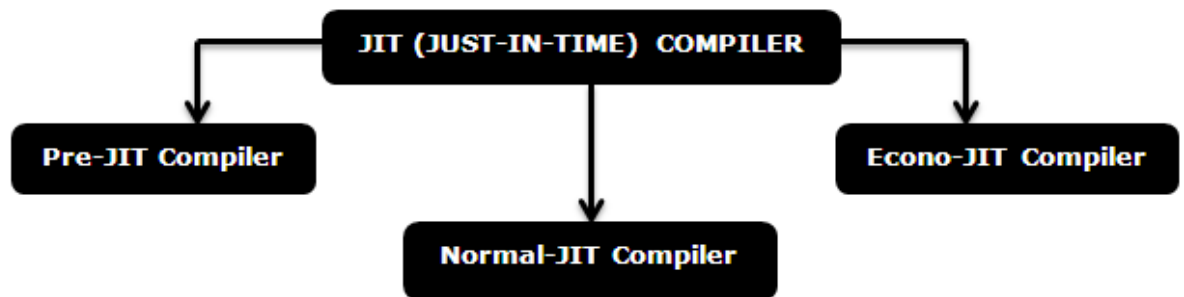 JIT (JUST-IN-TIME) COMPILER
Pre-JIT Compiler
Econo-JIT Compiler
Normal-JIT Compiler